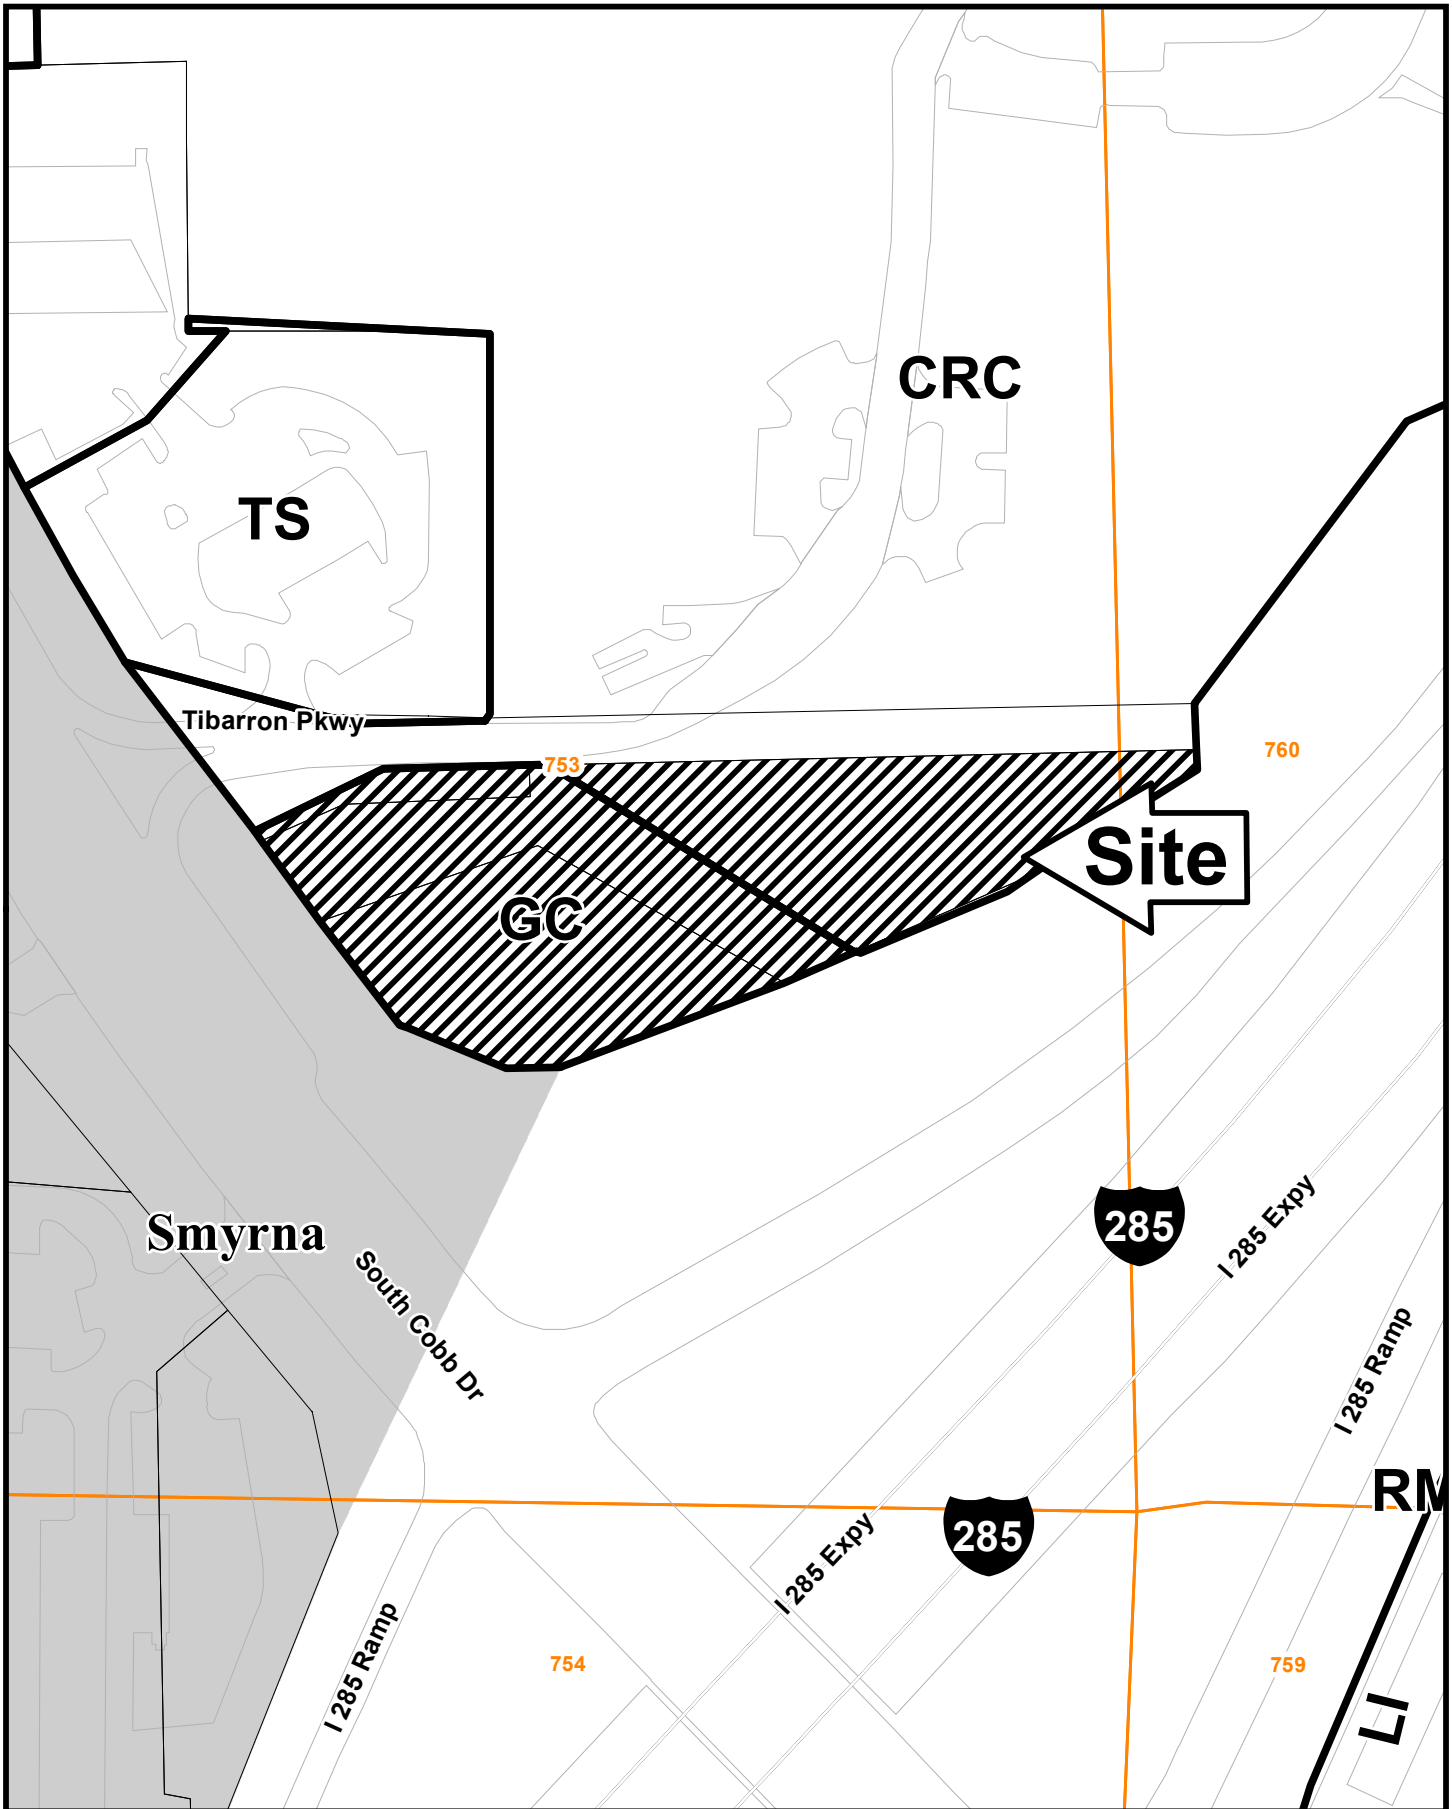 CRC
TS
Tibarron Pkwy
753
760
Site
GC
285
I 285 Expy
Smyrna
South Cobb Dr
I 285 Ramp
RM
285
I 285 Expy
I 285 Ramp
754
759
LI